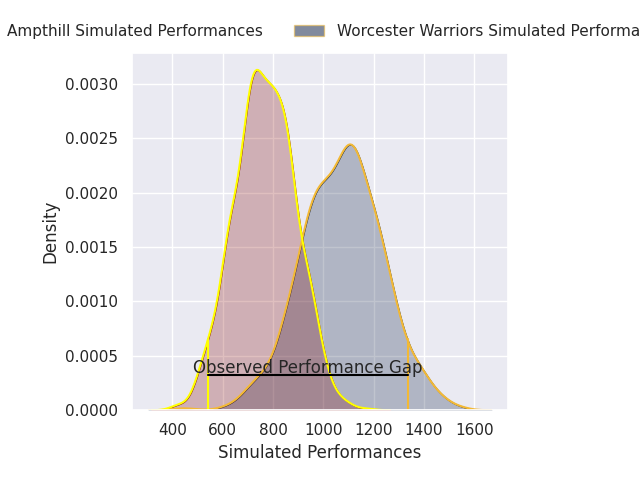 Ampthill Simulated Performances
Worcester Warriors Simulated Performa
0.0030
0.0025
0.0020
0.0015
0.0010
0.0005
0.0000
Density
Observed Performance Gap
400 600 800 1000 1200 1400 1600
Simulated Performances